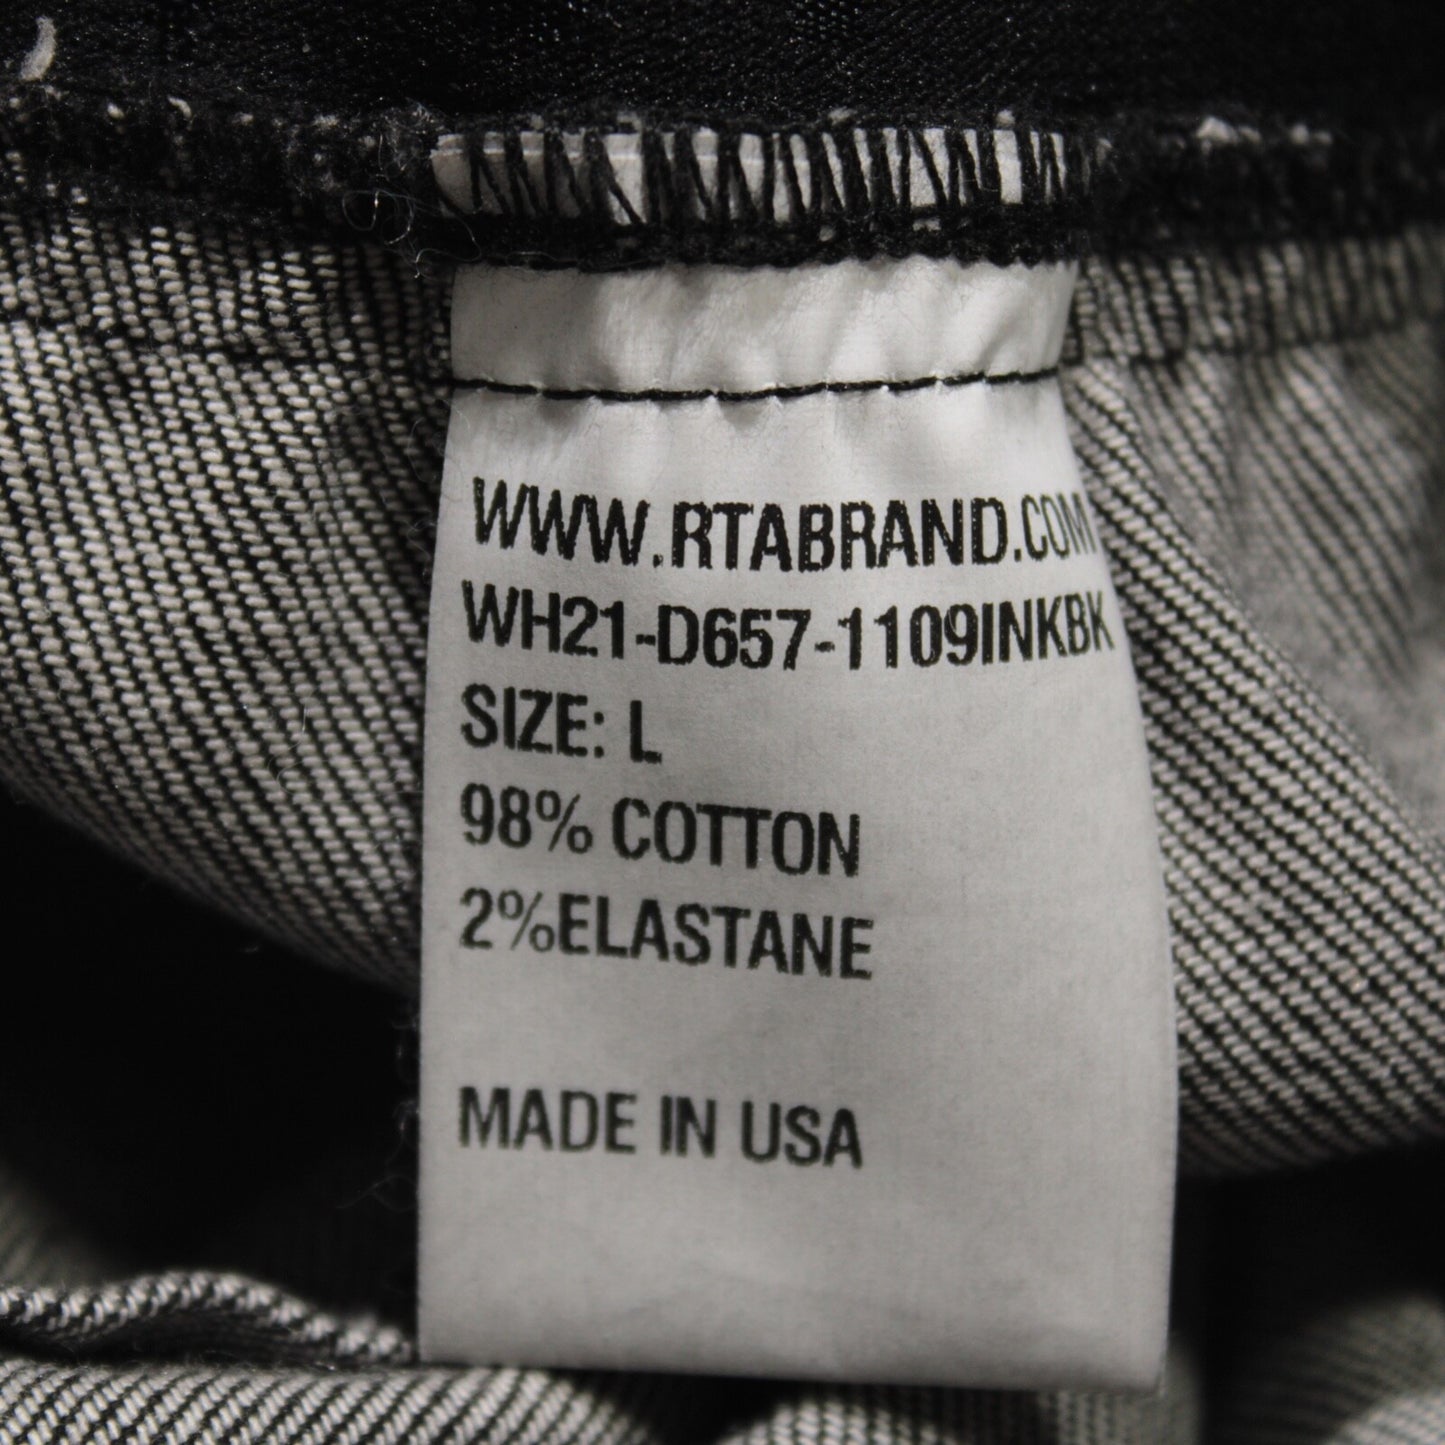 WWW.RTABRAND.COM
WH21-D657-1109INKBK
SIZE: L
98% COTTON
2%ELASTANE
MADE IN USA